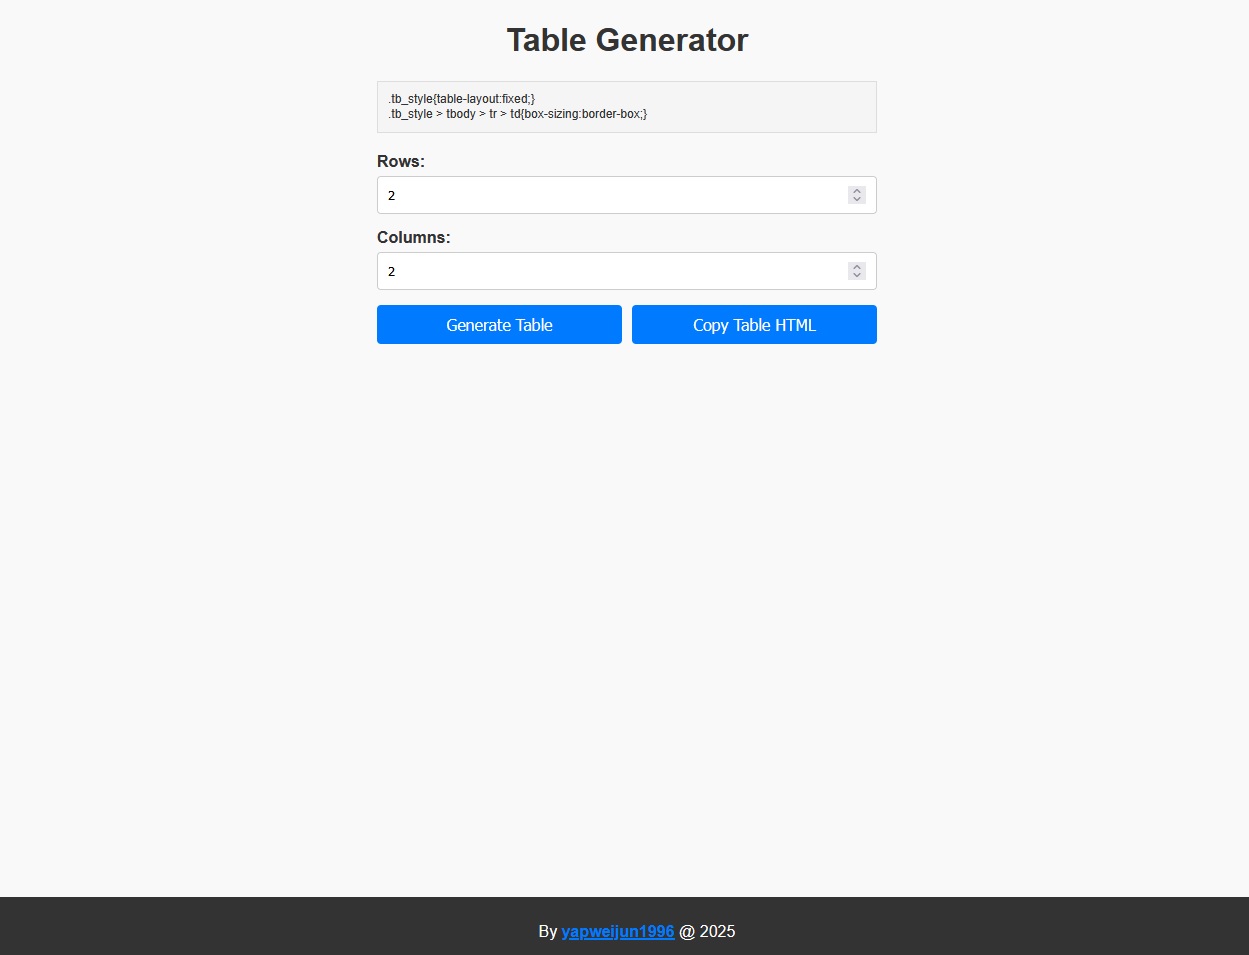 Table Generator
.tb_style{table-layout:fixed;}
.tb_style > tbody > tr > td{box-sizing:border-box;}
Rows:
2
Columns:
2
Generate Table
Copy Table HTML
By yapweijun1996 @ 2025